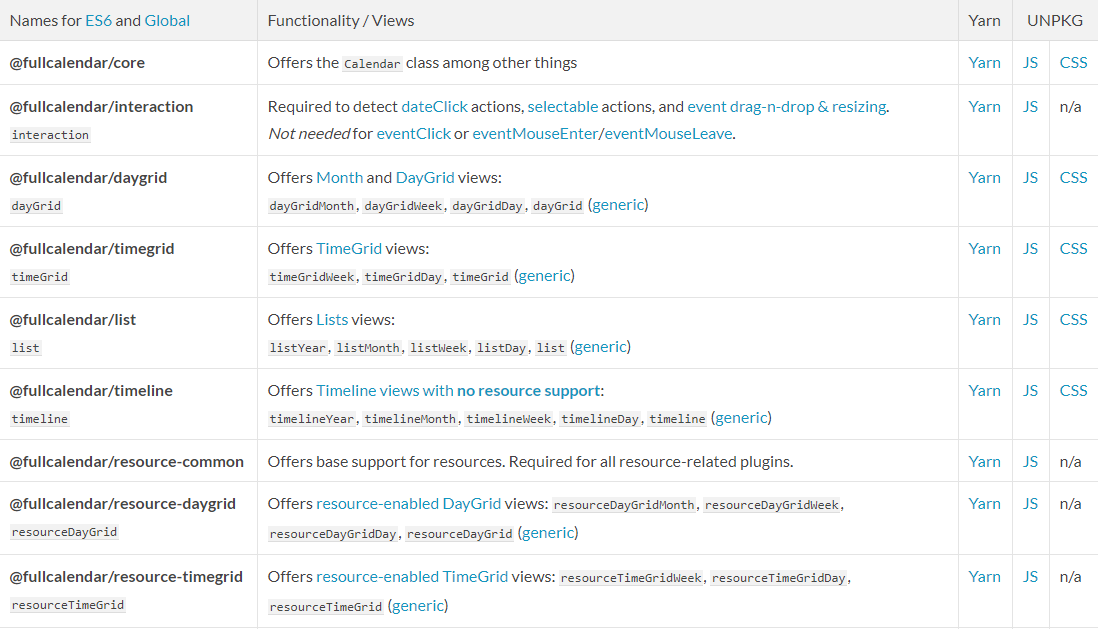 Names for ES6 and Global Functionality / Views Yarn UNPKG
@fullcalendar/core Offers the Calendar class among other things Yarn JS CSS
@fullcalendar/interaction Required to detect dateClick actions, selectable actions, and event drag-n-drop & resizing. Yarn JS n/a
interaction Not needed for eventClick or eventMouseEnter/eventMouseLeave.
@fullcalendar/daygrid Offers Month and DayGrid views: Yarn JS CSS
dayGrid dayGridMonth, dayGridWeek, dayGridDay, dayGrid (generic)
@fullcalendar/timegrid Offers TimeGrid views: Yarn JS CSS
timeGrid timeGridWeek, timeGridDay, timeGrid (generic)
@fullcalendar/list Offers Lists views: Yarn JS CSS
list listYear, listMonth, listWeek, listDay, list (generic)
@fullcalendar/timeline Offers Timeline views with no resource support: Yarn JS CSS
timeline timelineYear, timelineMonth, timelineWeek, timelineDay, timeline (generic)
@fullcalendar/resource-common Offers base support for resources. Required for all resource-related plugins. Yarn JS n/a
@fullcalendar/resource-daygrid Offers resource-enabled DayGrid views: resourceDayGridMonth, resourceDayGridWeek, Yarn JS n/a
resourceDayGrid resourceDayGridDay, resourceDayGrid (generic)
@fullcalendar/resource-timegrid Offers resource-enabled TimeGrid views: resourceTimeGridWeek, resourceTimeGridDay, Yarn JS n/a
resourceTimeGrid resourceTimeGrid (generic)